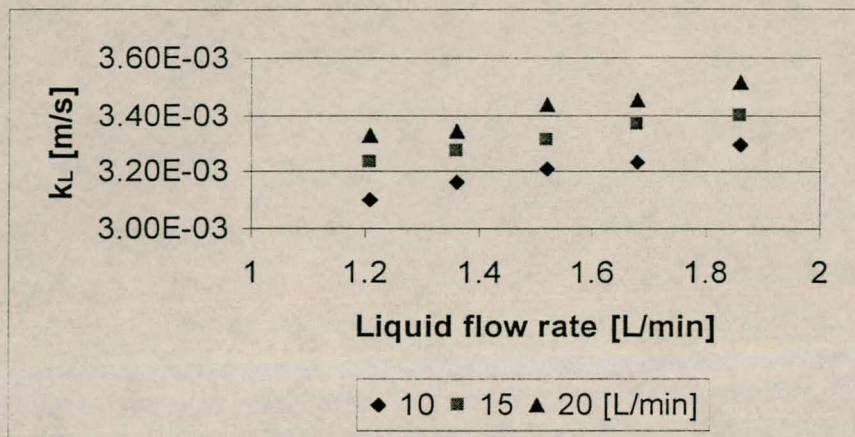 3.60E-03
3.40E-03
3.20E-03
3.00E-03
kL [m/s]
1 1.2 1.4 1.6 1.8 2
Liquid flow rate [L/min]
10 15 20 [L/min]